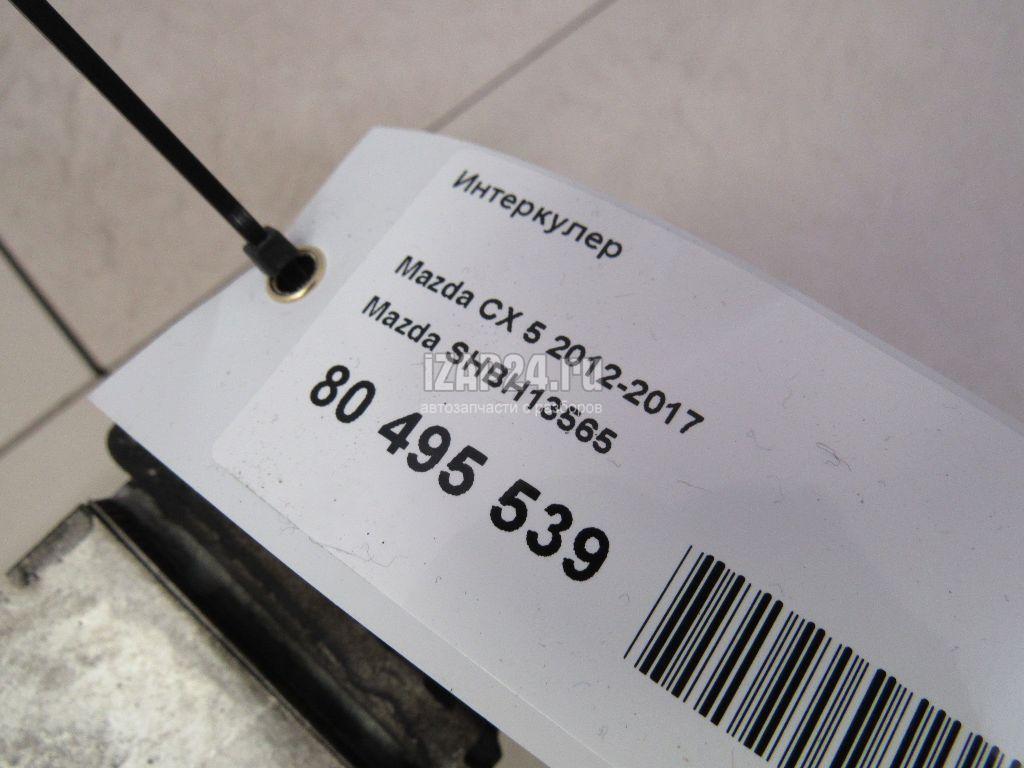 Интеркулер
Mazda CX 5 2012-2017
Mazda SHBH13565
80 495 539
iZAP24.ru
автозапчасти с разборов